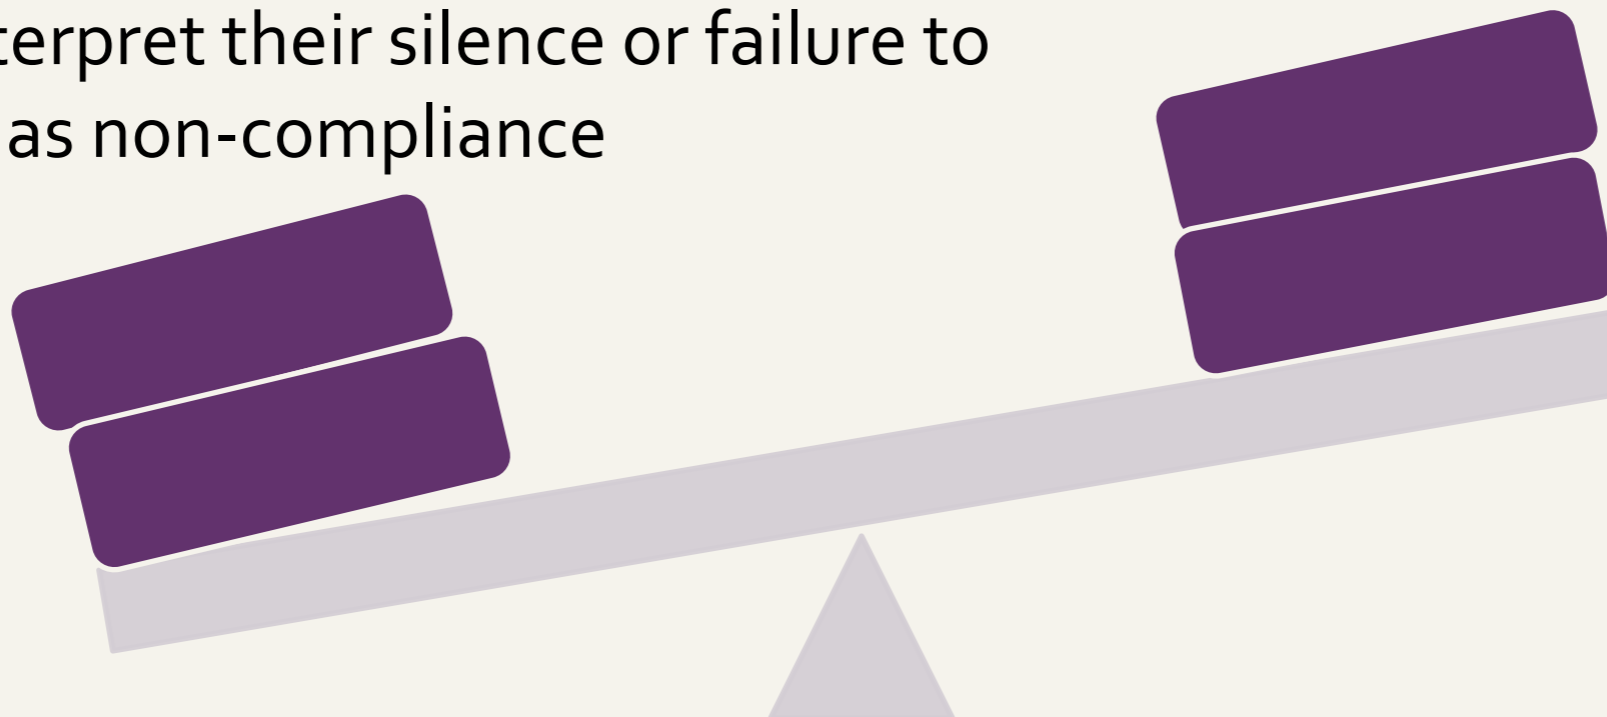 terpret their silence or failure to
as non-compliance